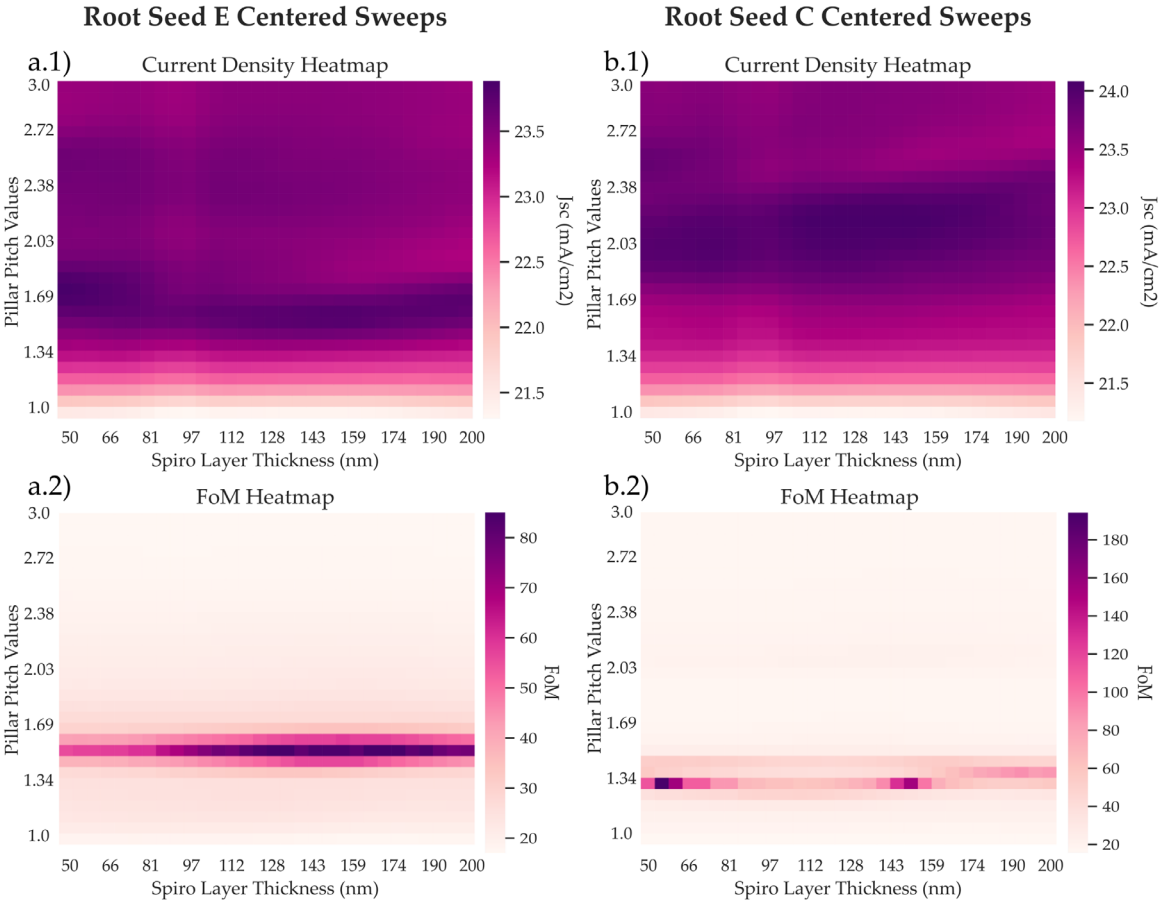 Root Seed E Centered Sweeps
Root Seed C Centered Sweeps
a.1)
Current Density Heatmap
3.0
2.72
2.38
2.03
1.69
1.34
1.0
Pillar Pitch Values
50 66 81 97 112 128 143 159 174 190 200
Spiro Layer Thickness (nm)
23.5
23.0
22.5
22.0
21.5
Jsc (mA/cm2)
b.1)
Current Density Heatmap
3.0
2.72
2.38
2.03
1.69
1.34
1.0
Pillar Pitch Values
50 66 81 97 112 128 143 159 174 190 200
Spiro Layer Thickness (nm)
24.0
23.5
23.0
22.5
22.0
21.5
Jsc (mA/cm2)
a.2)
FoM Heatmap
3.0
2.72
2.38
2.03
1.69
1.34
1.0
Pillar Pitch Values
50 66 81 97 112 128 143 159 174 190 200
Spiro Layer Thickness (nm)
80
70
60
50
40
30
20
FoM
b.2)
FoM Heatmap
3.0
2.72
2.38
2.03
1.69
1.34
1.0
Pillar Pitch Values
50 66 81 97 112 128 143 159 174 190 200
Spiro Layer Thickness (nm)
180
160
140
120
100
80
60
40
20
FoM